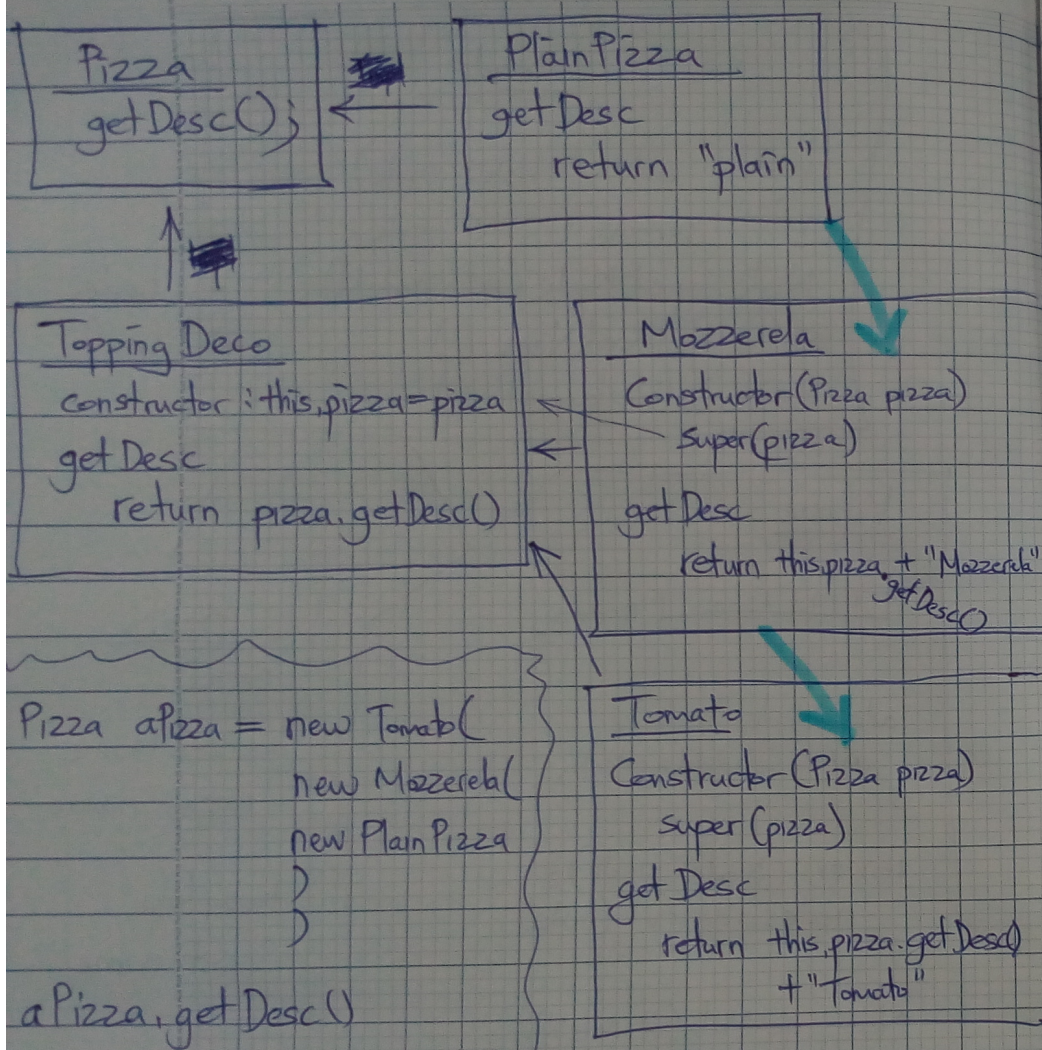 Pizza
getDesc();
PlainPizza
getDesc
return "plain"
Topping Deco
constructor : this.pizza=pizza
getDesc
return pizza.getDesc()
Mozzerela
Constructor(Pizza pizza)
super(pizza)
getDesc
return this.pizza.getDesc() + "Mozzerela"
Pizza aPizza = new Tomato(
new Mozzerela(
new PlainPizza
)
)
aPizza.getDesc()
Tomato
Constructor(Pizza pizza)
super(pizza)
getDesc
return this.pizza.getDesc()
+"Tomato"